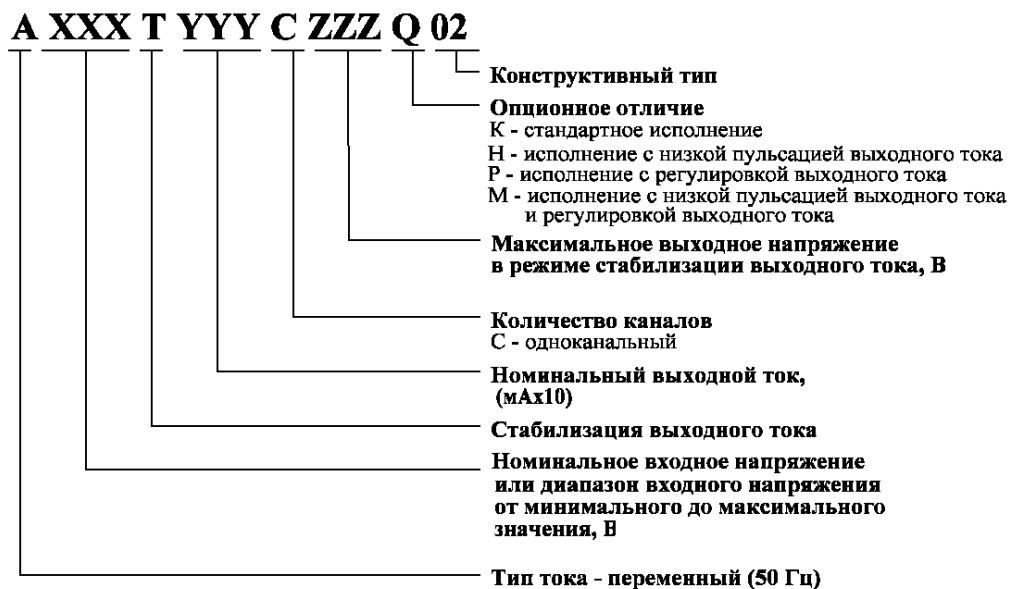 А ХХХ Т YYY С ZZZ Q 02
Конструктивный тип
Опционное отличие
К - стандартное исполнение
Н - исполнение с низкой пульсацией выходного тока
Р - исполнение с регулировкой выходного тока
М - исполнение с низкой пульсацией выходного тока
и регулировкой выходного тока
Максимальное выходное напряжение
в режиме стабилизации выходного тока, В
Количество каналов
С - одноканальный
Номинальный выходной ток,
(мАх10)
Стабилизация выходного тока
Номинальное входное напряжение
или диапазон входного напряжения
от минимального до максимального
значения, В
Тип тока - переменный (50 Гц)